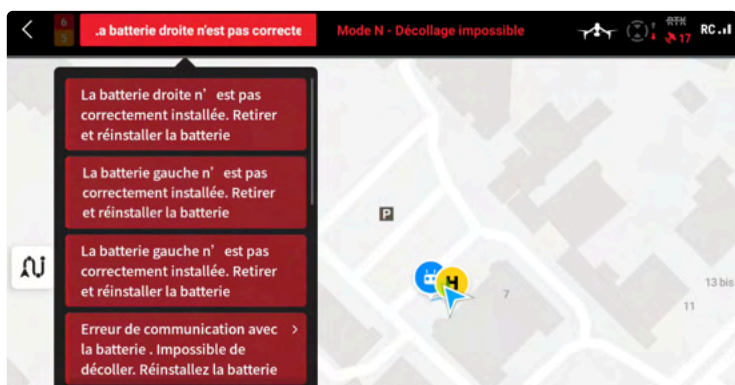 6
5
.a batterie droite n'est pas correcte
Mode N - Décollage impossible
RTK
17
RC
La batterie droite n' est pas
correctement installée. Retirer
et réinstaller la batterie
La batterie gauche n' est pas
correctement installée. Retirer
et réinstaller la batterie
La batterie gauche n' est pas
correctement installée. Retirer
et réinstaller la batterie
Erreur de communication avec
la batterie . Impossible de
décoller. Réinstallez la batterie
P
H
7
13 bis
11